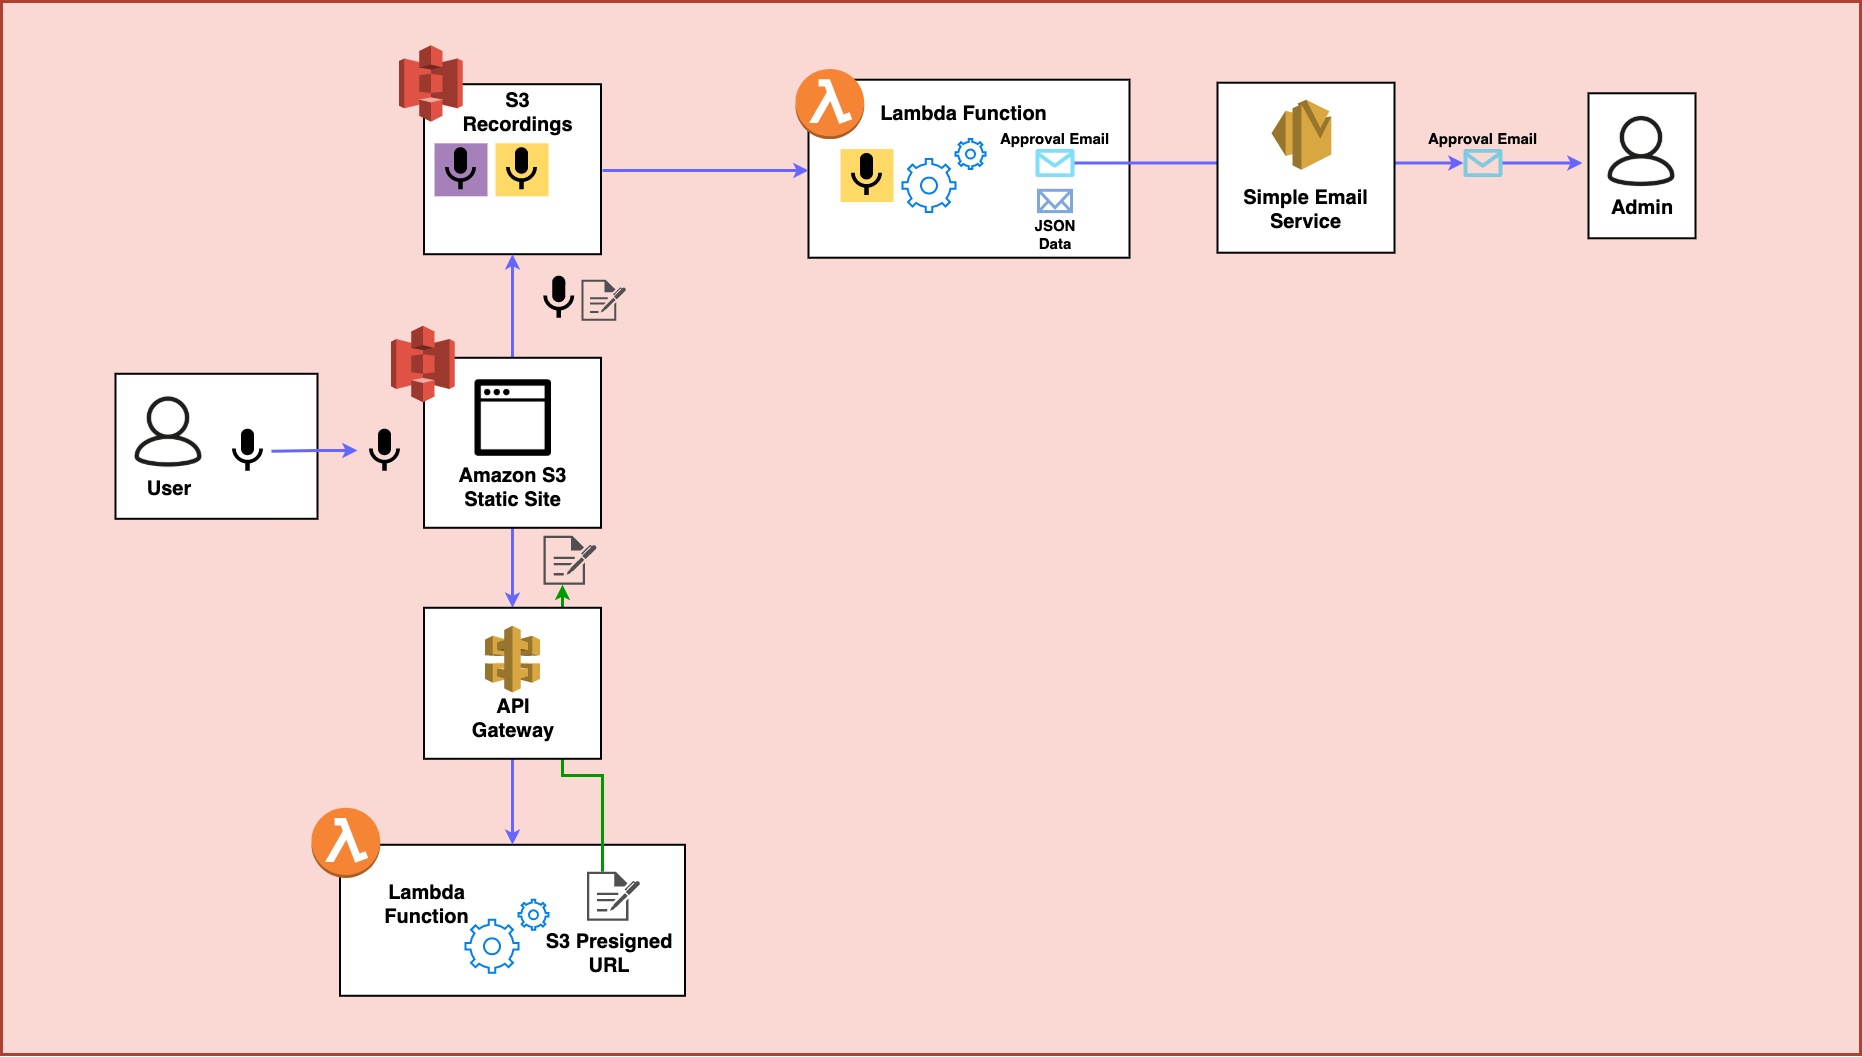 S3
Recordings
Lambda Function
Approval Email
JSON
Data
Simple Email
Service
Approval Email
Admin
User
Amazon S3
Static Site
API
Gateway
Lambda
Function
S3 Presigned
URL